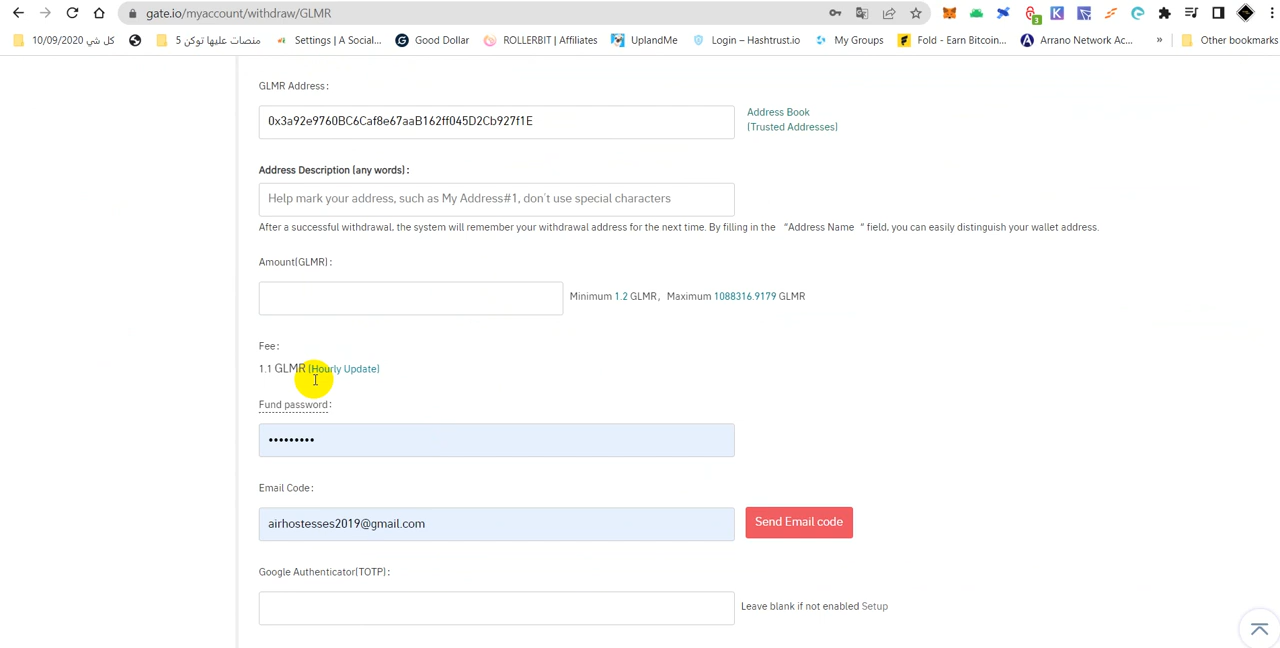 gate.io/myaccount/withdraw/GLMR
3
كل شي 10/09/2020
منصات عليها توكن 5
Settings | A Social...
Good Dollar
ROLLERBIT | Affiliates
UplandMe
Login – Hashtrust.io
My Groups
Fold - Earn Bitcoin...
Arrano Network Ac...
»
Other bookmarks
GLMR Address:
0x3a92e9760BC6Caf8e67aaB162ff045D2Cb927f1E
Address Book
(Trusted Addresses)
Address Description (any words):
Help mark your address, such as My Address#1, don't use special characters
After a successful withdrawal, the system will remember your withdrawal address for the next time. By filling in the “Address Name “ field, you can easily distinguish your wallet address.
Amount(GLMR):
Minimum 1.2 GLMR, Maximum 1088316.9179 GLMR
Fee:
1.1 GLMR (Hourly Update)
Fund password:
•••••••••
Email Code:
airhostesses2019@gmail.com
Send Email code
Google Authenticator(TOTP):
Leave blank if not enabled Setup